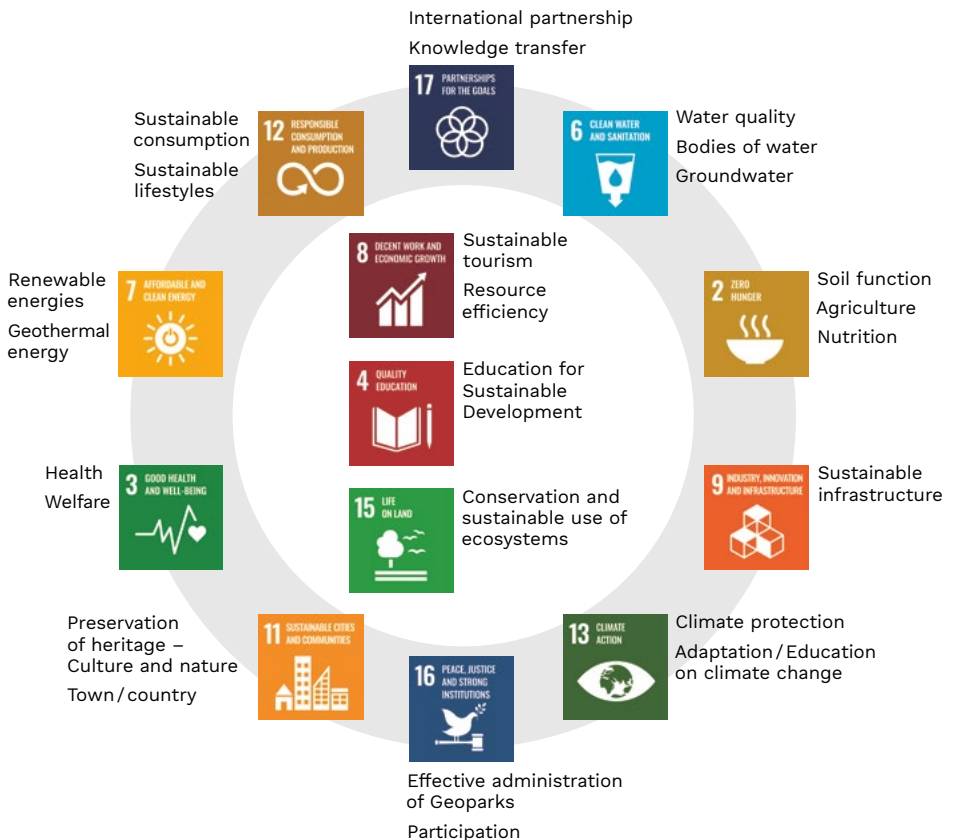 International partnership
Knowledge transfer
17 PARTNERSHIPS
FOR THE GOALS
Sustainable
consumption
Sustainable
lifestyles
12 RESPONSIBLE
CONSUMPTION
AND PRODUCTION
6 CLEAN WATER
AND SANITATION
Water quality
Bodies of water
Groundwater
8 DECENT WORK AND
ECONOMIC GROWTH
Sustainable
tourism
Resource
efficiency
Renewable
energies
Geothermal
energy
7 AFFORDABLE AND
CLEAN ENERGY
2 ZERO
HUNGER
Soil function
Agriculture
Nutrition
4 QUALITY
EDUCATION
Education for
Sustainable
Development
Health
Welfare
3 GOOD HEALTH
AND WELL-BEING
15 LIFE
ON LAND
Conservation and
sustainable use of
ecosystems
9 INDUSTRY, INNOVATION
AND INFRASTRUCTURE
Sustainable
infrastructure
Preservation
of heritage –
Culture and nature
Town / country
11 SUSTAINABLE CITIES
AND COMMUNITIES
16 PEACE, JUSTICE
AND STRONG
INSTITUTIONS
13 CLIMATE
ACTION
Climate protection
Adaptation / Education
on climate change
Effective administration
of Geoparks
Participation